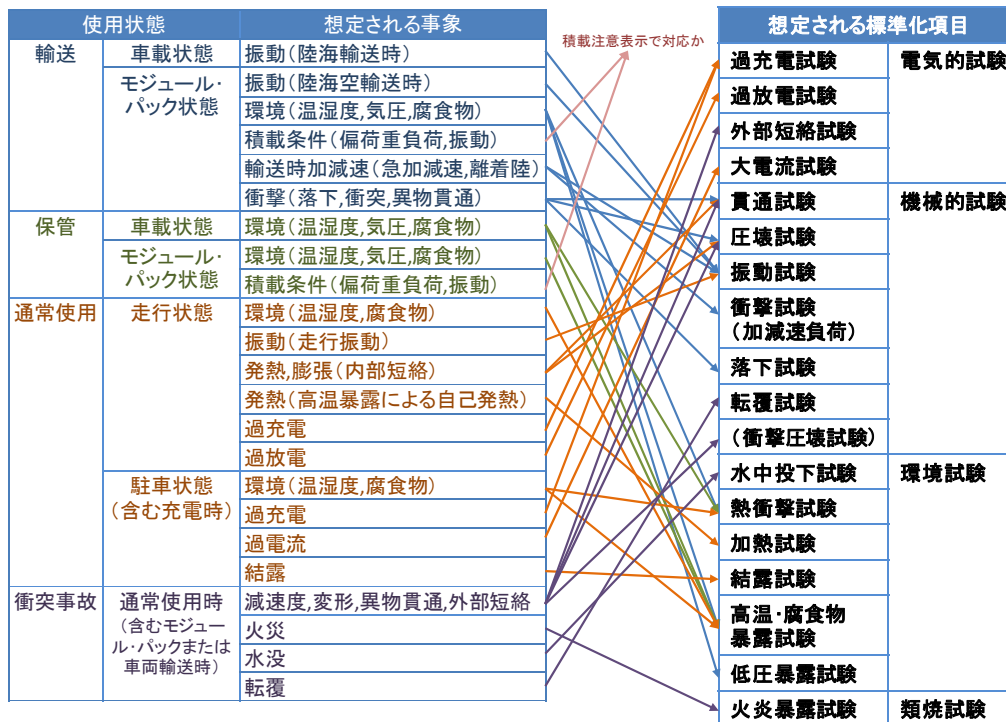 使用状態 想定される事象
輸送 車載状態 振動(陸海輸送時)
モジュール・
パック状態
振動(陸海空輸送時)
環境(温湿度,気圧,腐食物)
積載条件(偏荷重負荷,振動)
輸送時加減速(急加減速,離着陸)
衝撃(落下,衝突,異物貫通)
保管 車載状態 環境(温湿度,気圧,腐食物)
モジュール・
パック状態
環境(温湿度,気圧,腐食物)
積載条件(偏荷重負荷,振動)
通常使用 走行状態 環境(温湿度,腐食物)
振動(走行振動)
発熱,膨張(内部短絡)
発熱(高温暴露による自己発熱)
過充電
過放電
駐車状態
(含む充電時)
環境(温湿度,腐食物)
過充電
過電流
結露
衝突事故 通常使用時
(含むモジュー
ル・パックまたは
車両輸送時)
減速度,変形,異物貫通,外部短絡
火災
水没
転覆
積載注意表示で対応か
想定される標準化項目
過充電試験 電気的試験
過放電試験
外部短絡試験
大電流試験
貫通試験 機械的試験
圧壊試験
振動試験
衝撃試験
(加減速負荷)
落下試験
転覆試験
(衝撃圧壊試験)
水中投下試験 環境試験
熱衝撃試験
加熱試験
結露試験
高温・腐食物
暴露試験
低圧暴露試験
火炎暴露試験 類焼試験